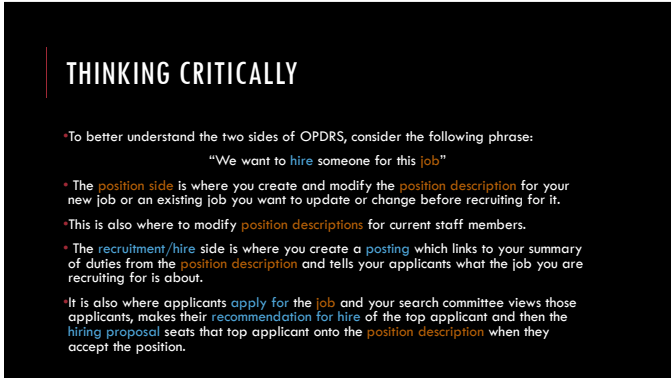 THINKING CRITICALLY
•To better understand the two sides of OPDRS, consider the following phrase:
“We want to hire someone for this job”
• The position side is where you create and modify the position description for your
new job or an existing job you want to update or change before recruiting for it.
•This is also where to modify position descriptions for current staff members.
• The recruitment/hire side is where you create a posting which links to your summary
of duties from the position description and tells your applicants what the job you are
recruiting for is about.
•It is also where applicants apply for the job and your search committee views those
applicants, makes their recommendation for hire of the top applicant and then the
hiring proposal seats that top applicant onto the position description when they
accept the position.